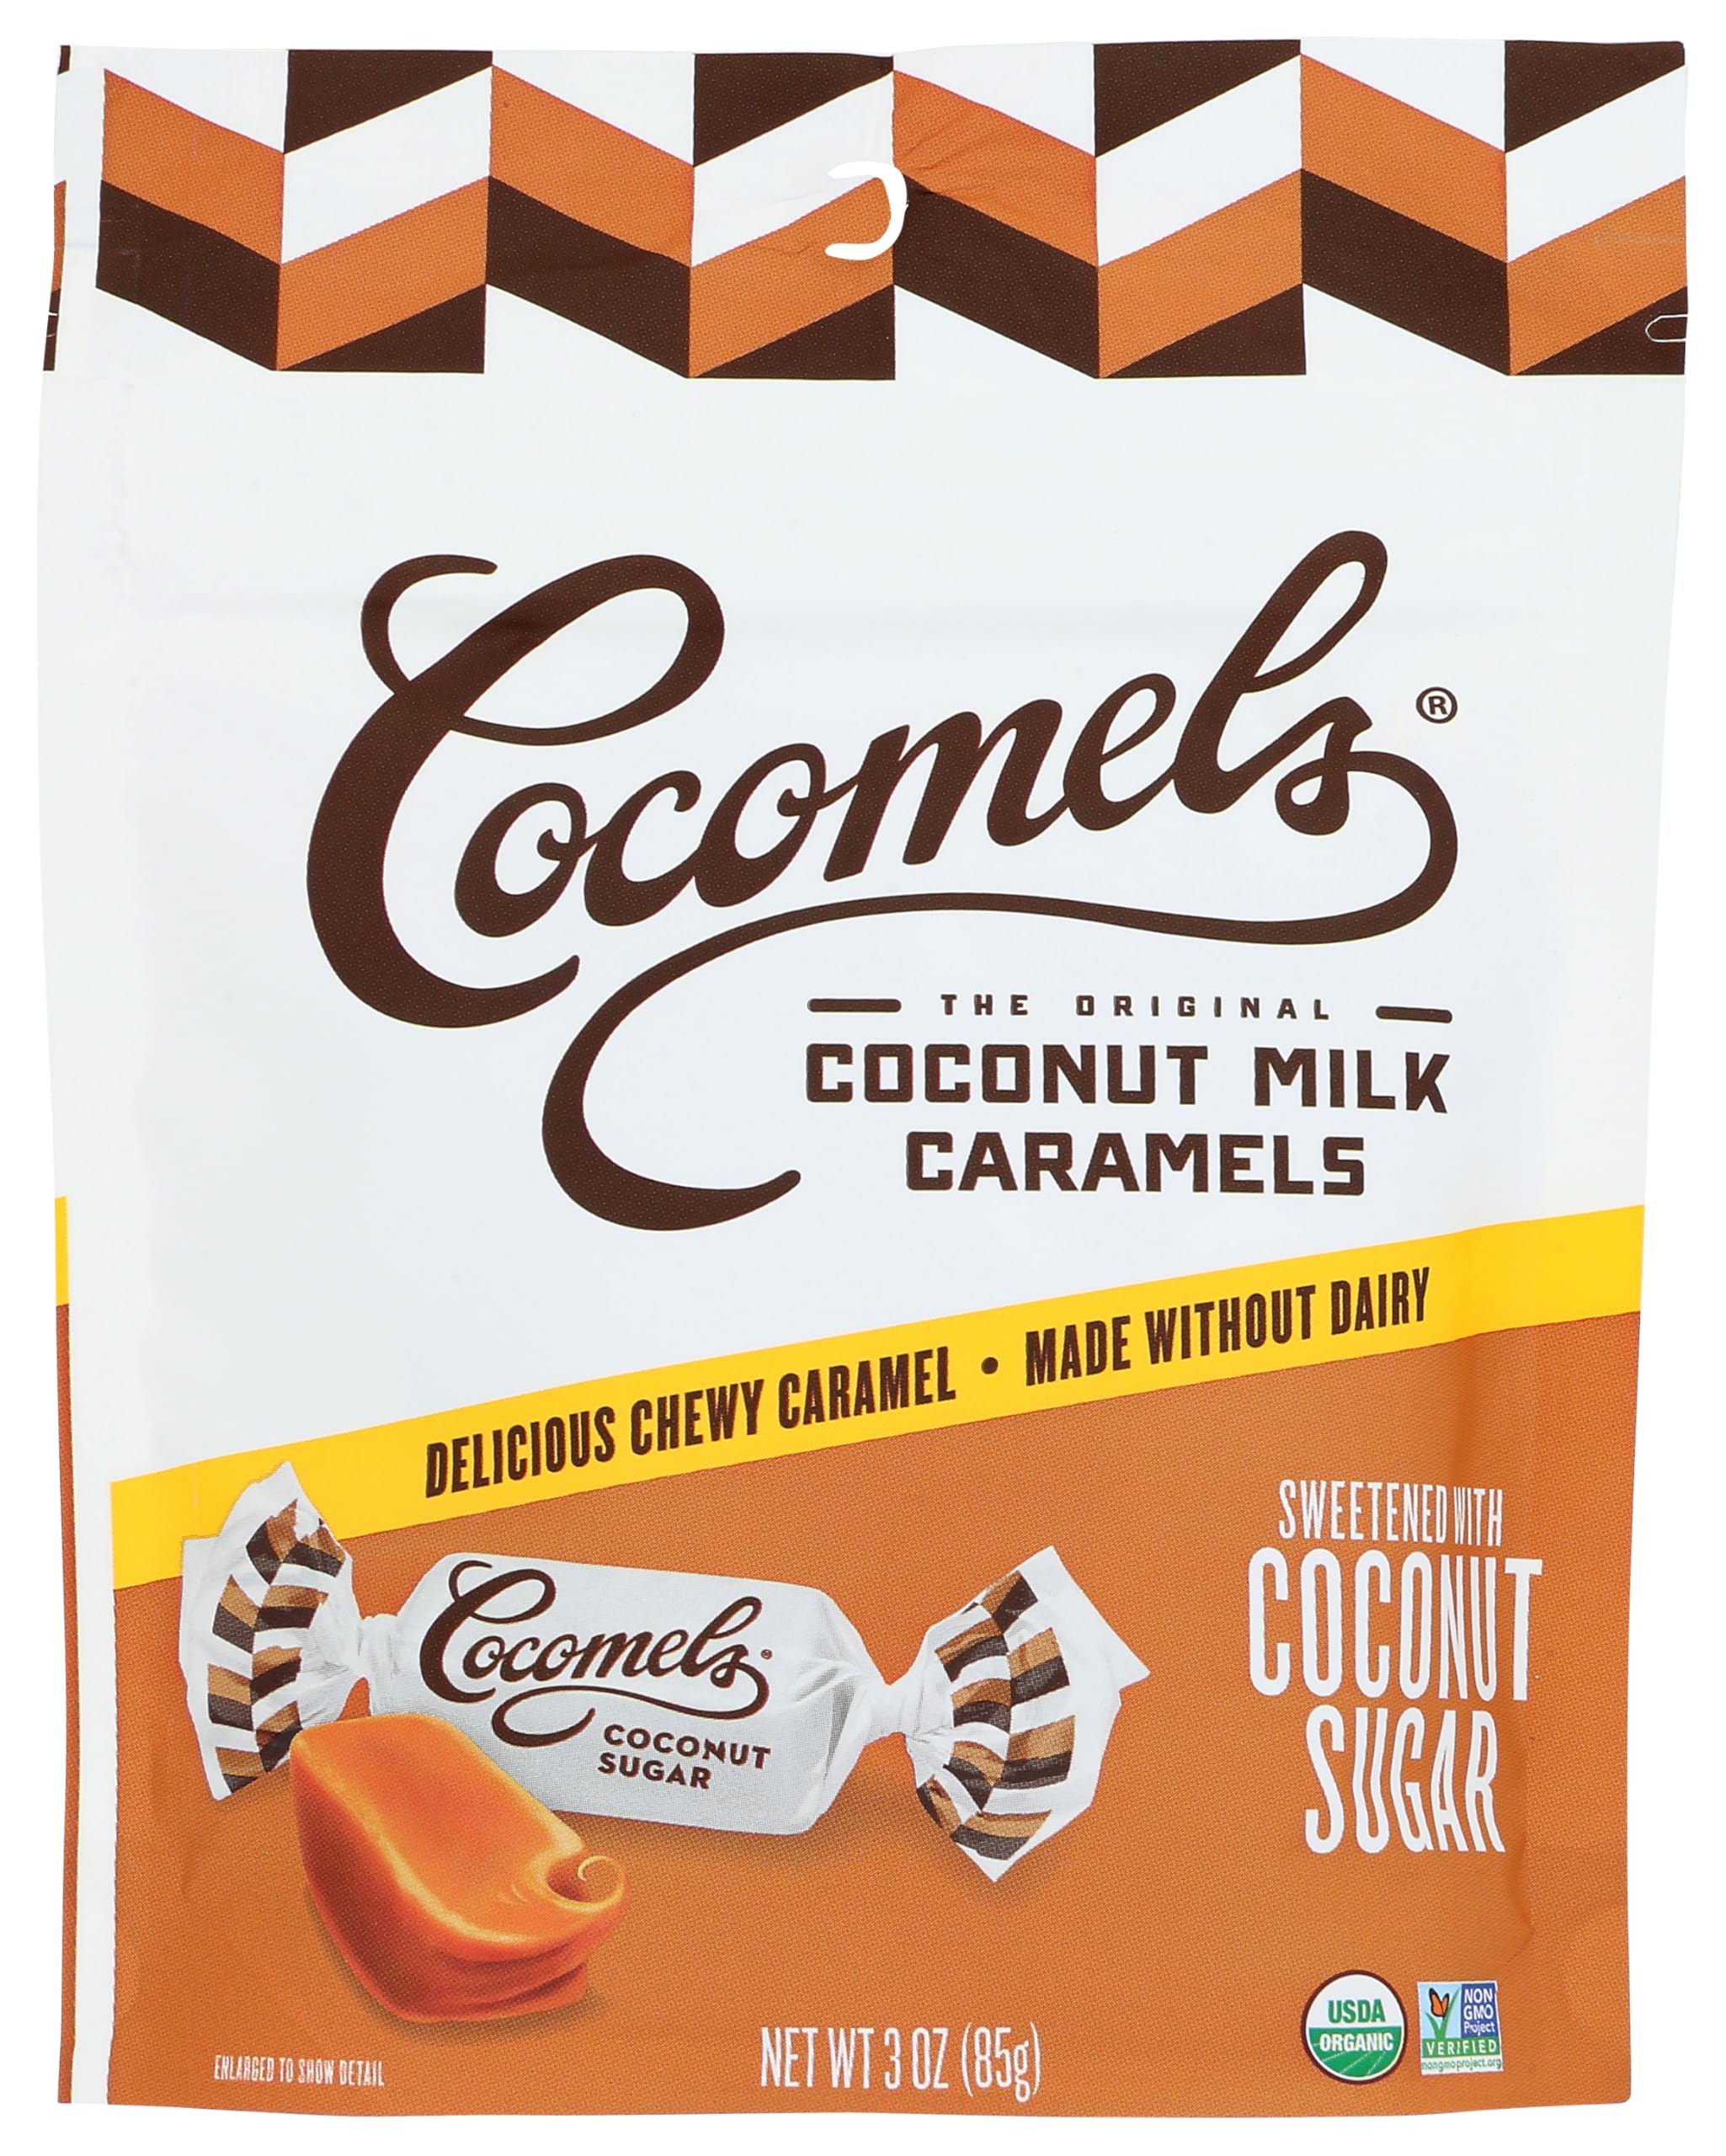 Cocomels®
THE ORIGINAL
COCONUT MILK
CARAMELS
DELICIOUS CHEWY CARAMEL • MADE WITHOUT DAIRY
SWEETENED WITH
COCONUT
SUGAR
Cocomels®
COCONUT
SUGAR
ENLARGED TO SHOW DETAIL
NET WT 3 OZ (85g)
USDA
ORGANIC
NON
GMO
Project
VERIFIED
nongmoproject.org